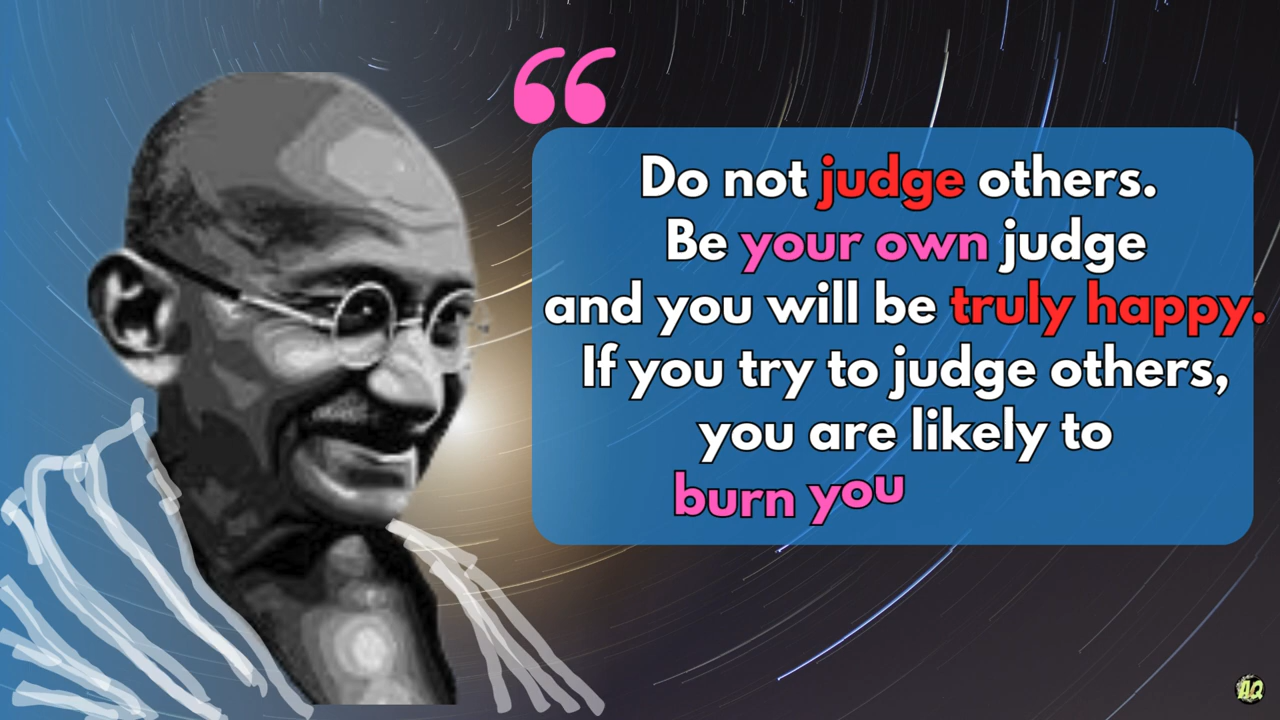 Do not judge others.
Be your own judge
and you will be truly happy.
If you try to judge others,
you are likely to
burn you
AQ